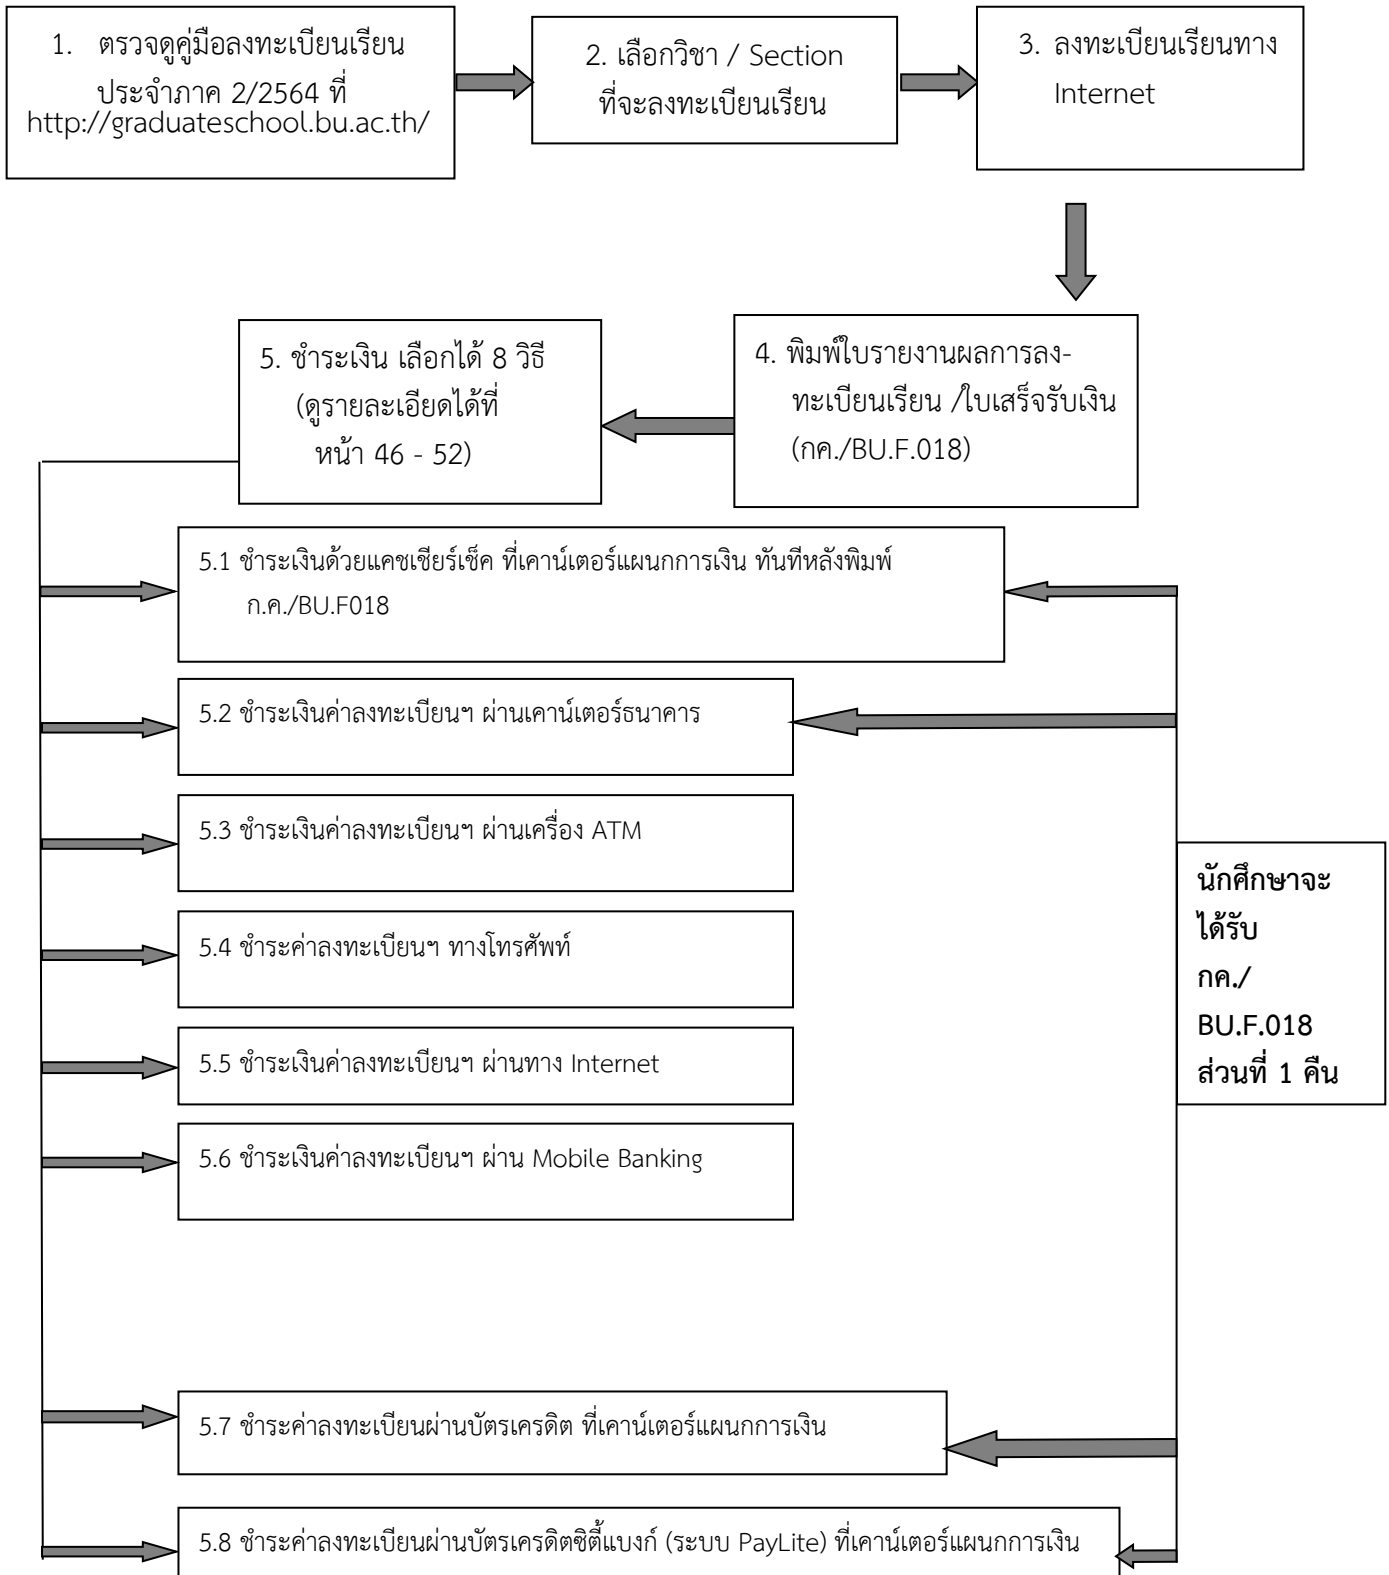 1. ตรวจดูคู่มือลงทะเบียนเรียน
ประจำภาค 2/2564 ที่
http://graduateschool.bu.ac.th/
2. เลือกวิชา / Section
ที่จะลงทะเบียนเรียน
3. ลงทะเบียนเรียนทาง
Internet
4. พิมพ์ใบรายงานผลการลง-
ทะเบียนเรียน /ใบเสร็จรับเงิน
(กค./BU.F.018)
5. ชำระเงิน เลือกได้ 8 วิธี
(ดูรายละเอียดได้ที่
หน้า 46 - 52)
5.1 ชำระเงินด้วยแคชเชียร์เช็ค ที่เคาน์เตอร์แผนกการเงิน ทันทีหลังพิมพ์
ก.ค./BU.F018
5.2 ชำระเงินค่าลงทะเบียนฯ ผ่านเคาน์เตอร์ธนาคาร
5.3 ชำระเงินค่าลงทะเบียนฯ ผ่านเครื่อง ATM
5.4 ชำระค่าลงทะเบียนฯ ทางโทรศัพท์
5.5 ชำระเงินค่าลงทะเบียนฯ ผ่านทาง Internet
5.6 ชำระเงินค่าลงทะเบียนฯ ผ่าน Mobile Banking
นักศึกษาจะ
ได้รับ
กค./
BU.F.018
ส่วนที่ 1 คืน
5.7 ชำระค่าลงทะเบียนผ่านบัตรเครดิต ที่เคาน์เตอร์แผนกการเงิน
5.8 ชำระค่าลงทะเบียนผ่านบัตรเครดิตซิตี้แบงก์ (ระบบ PayLite) ที่เคาน์เตอร์แผนกการเงิน